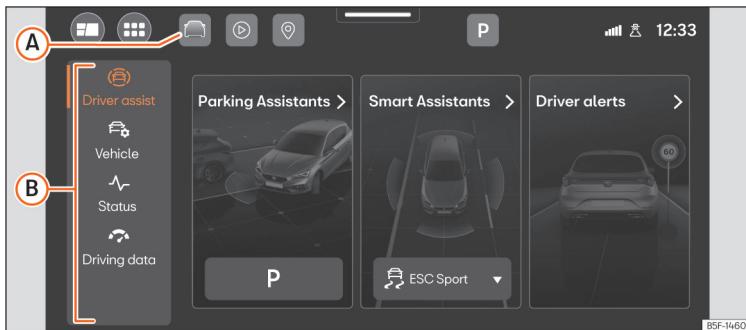 A
P
12:33
B
Driver assist
Vehicle
Status
Driving data
Parking Assistants >
P
Smart Assistants >
ESC Sport
Driver alerts >
60
B5F-1460